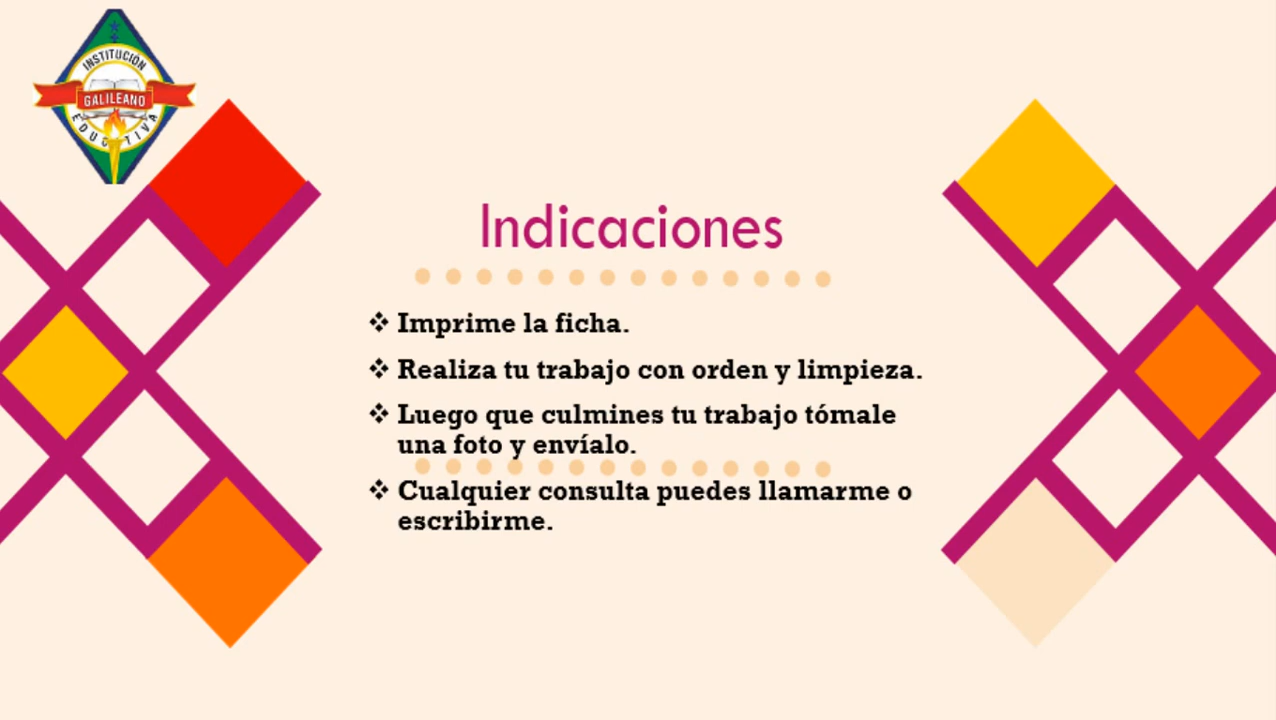 INSTITUCION
GALILEANO
EDUCTIVA
Indicaciones
❖ Imprime la ficha.
❖ Realiza tu trabajo con orden y limpieza.
❖ Luego que culmines tu trabajo tómale
una foto y envíalo.
❖ Cualquier consulta puedes llamarme o
escribirme.